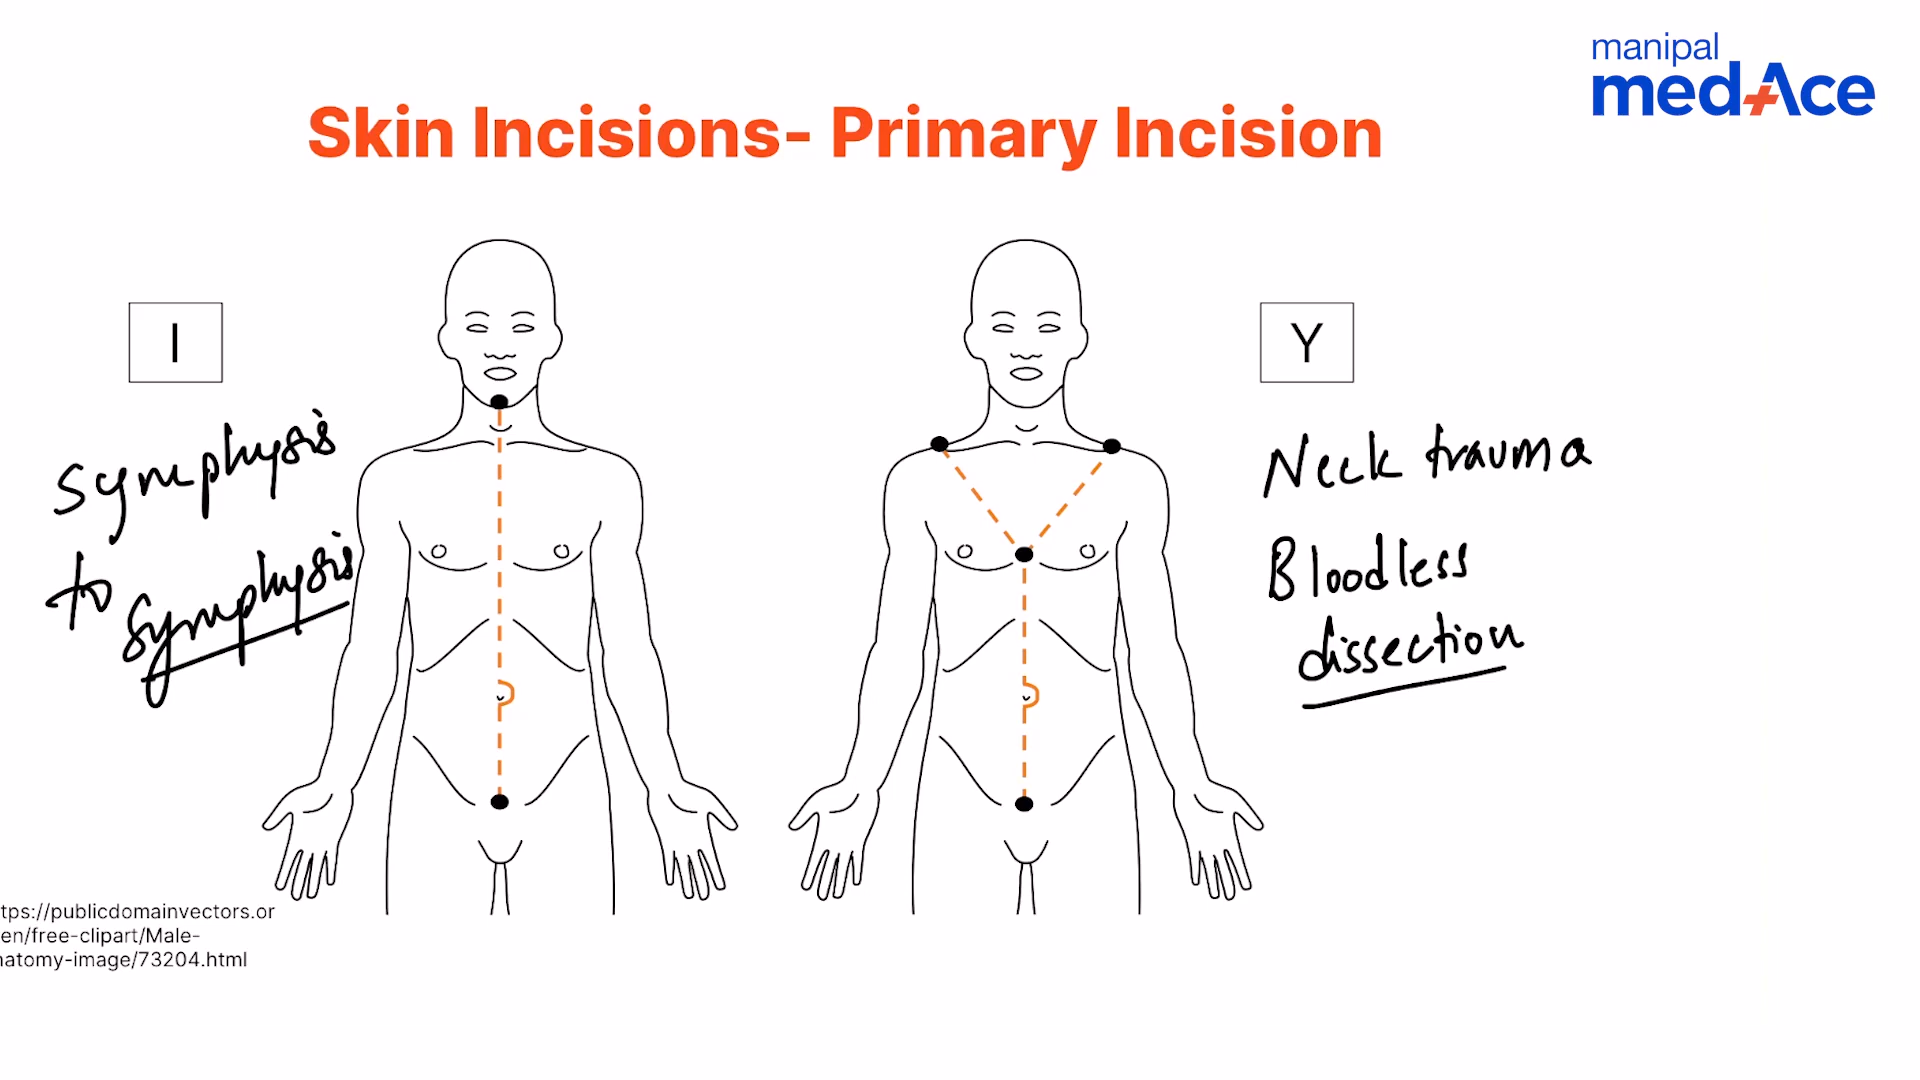 manipal
medAce
Skin Incisions- Primary Incision
I
Symphysis
to
Symphysis
Y
Neck trauma
Bloodless
dissection
tps://publicdomainvectors.or
en/free-clipart/Male-
natomy-image/73204.html